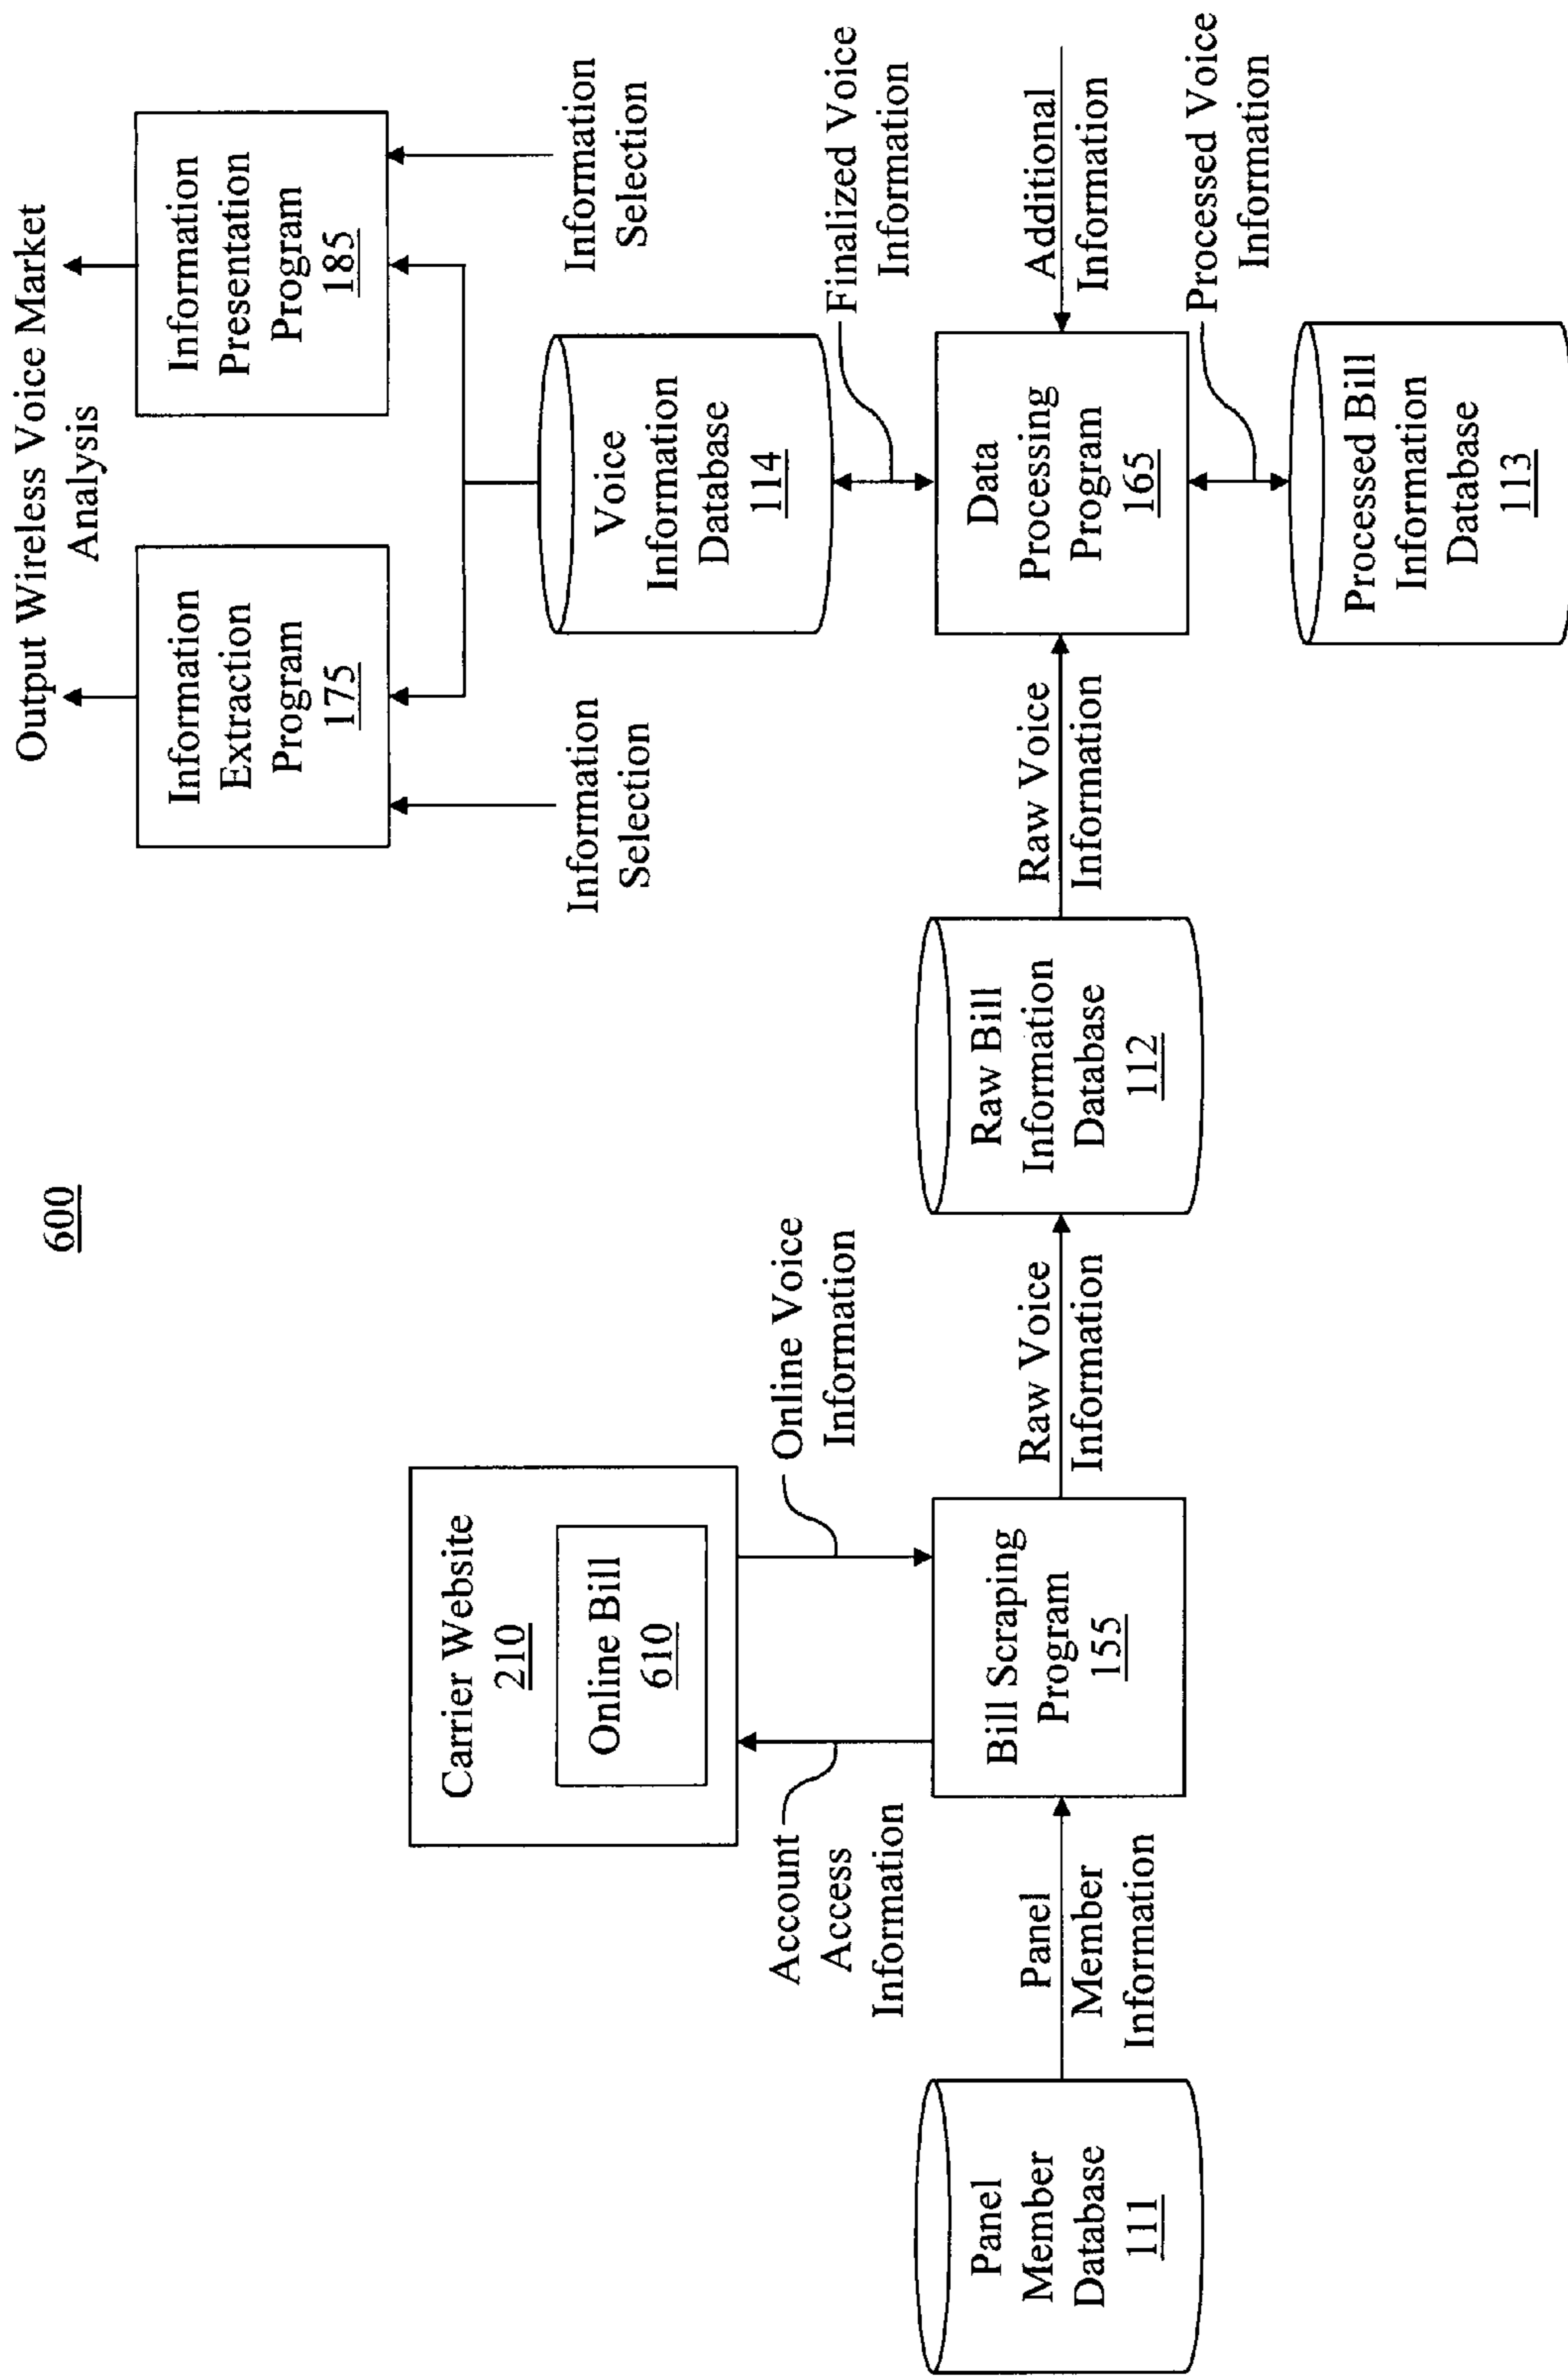 600
Output Wireless Voice Market
Analysis
Information
Extraction
Program
175
Information
Presentation
Program
185
Information
Selection
Information
Selection
Carrier Website
210
Online Bill
610
Voice
Information
Database
114
Account
Access
Information
Online Voice
Information
Finalized Voice
Information
Panel
Member
Database
111
Panel
Member
Information
Bill Scraping
Program
155
Raw Voice
Information
Raw Bill
Information
Database
112
Raw Voice
Information
Data
Processing
Program
165
Additional
Information
Processed Voice
Information
Processed Bill
Information
Database
113